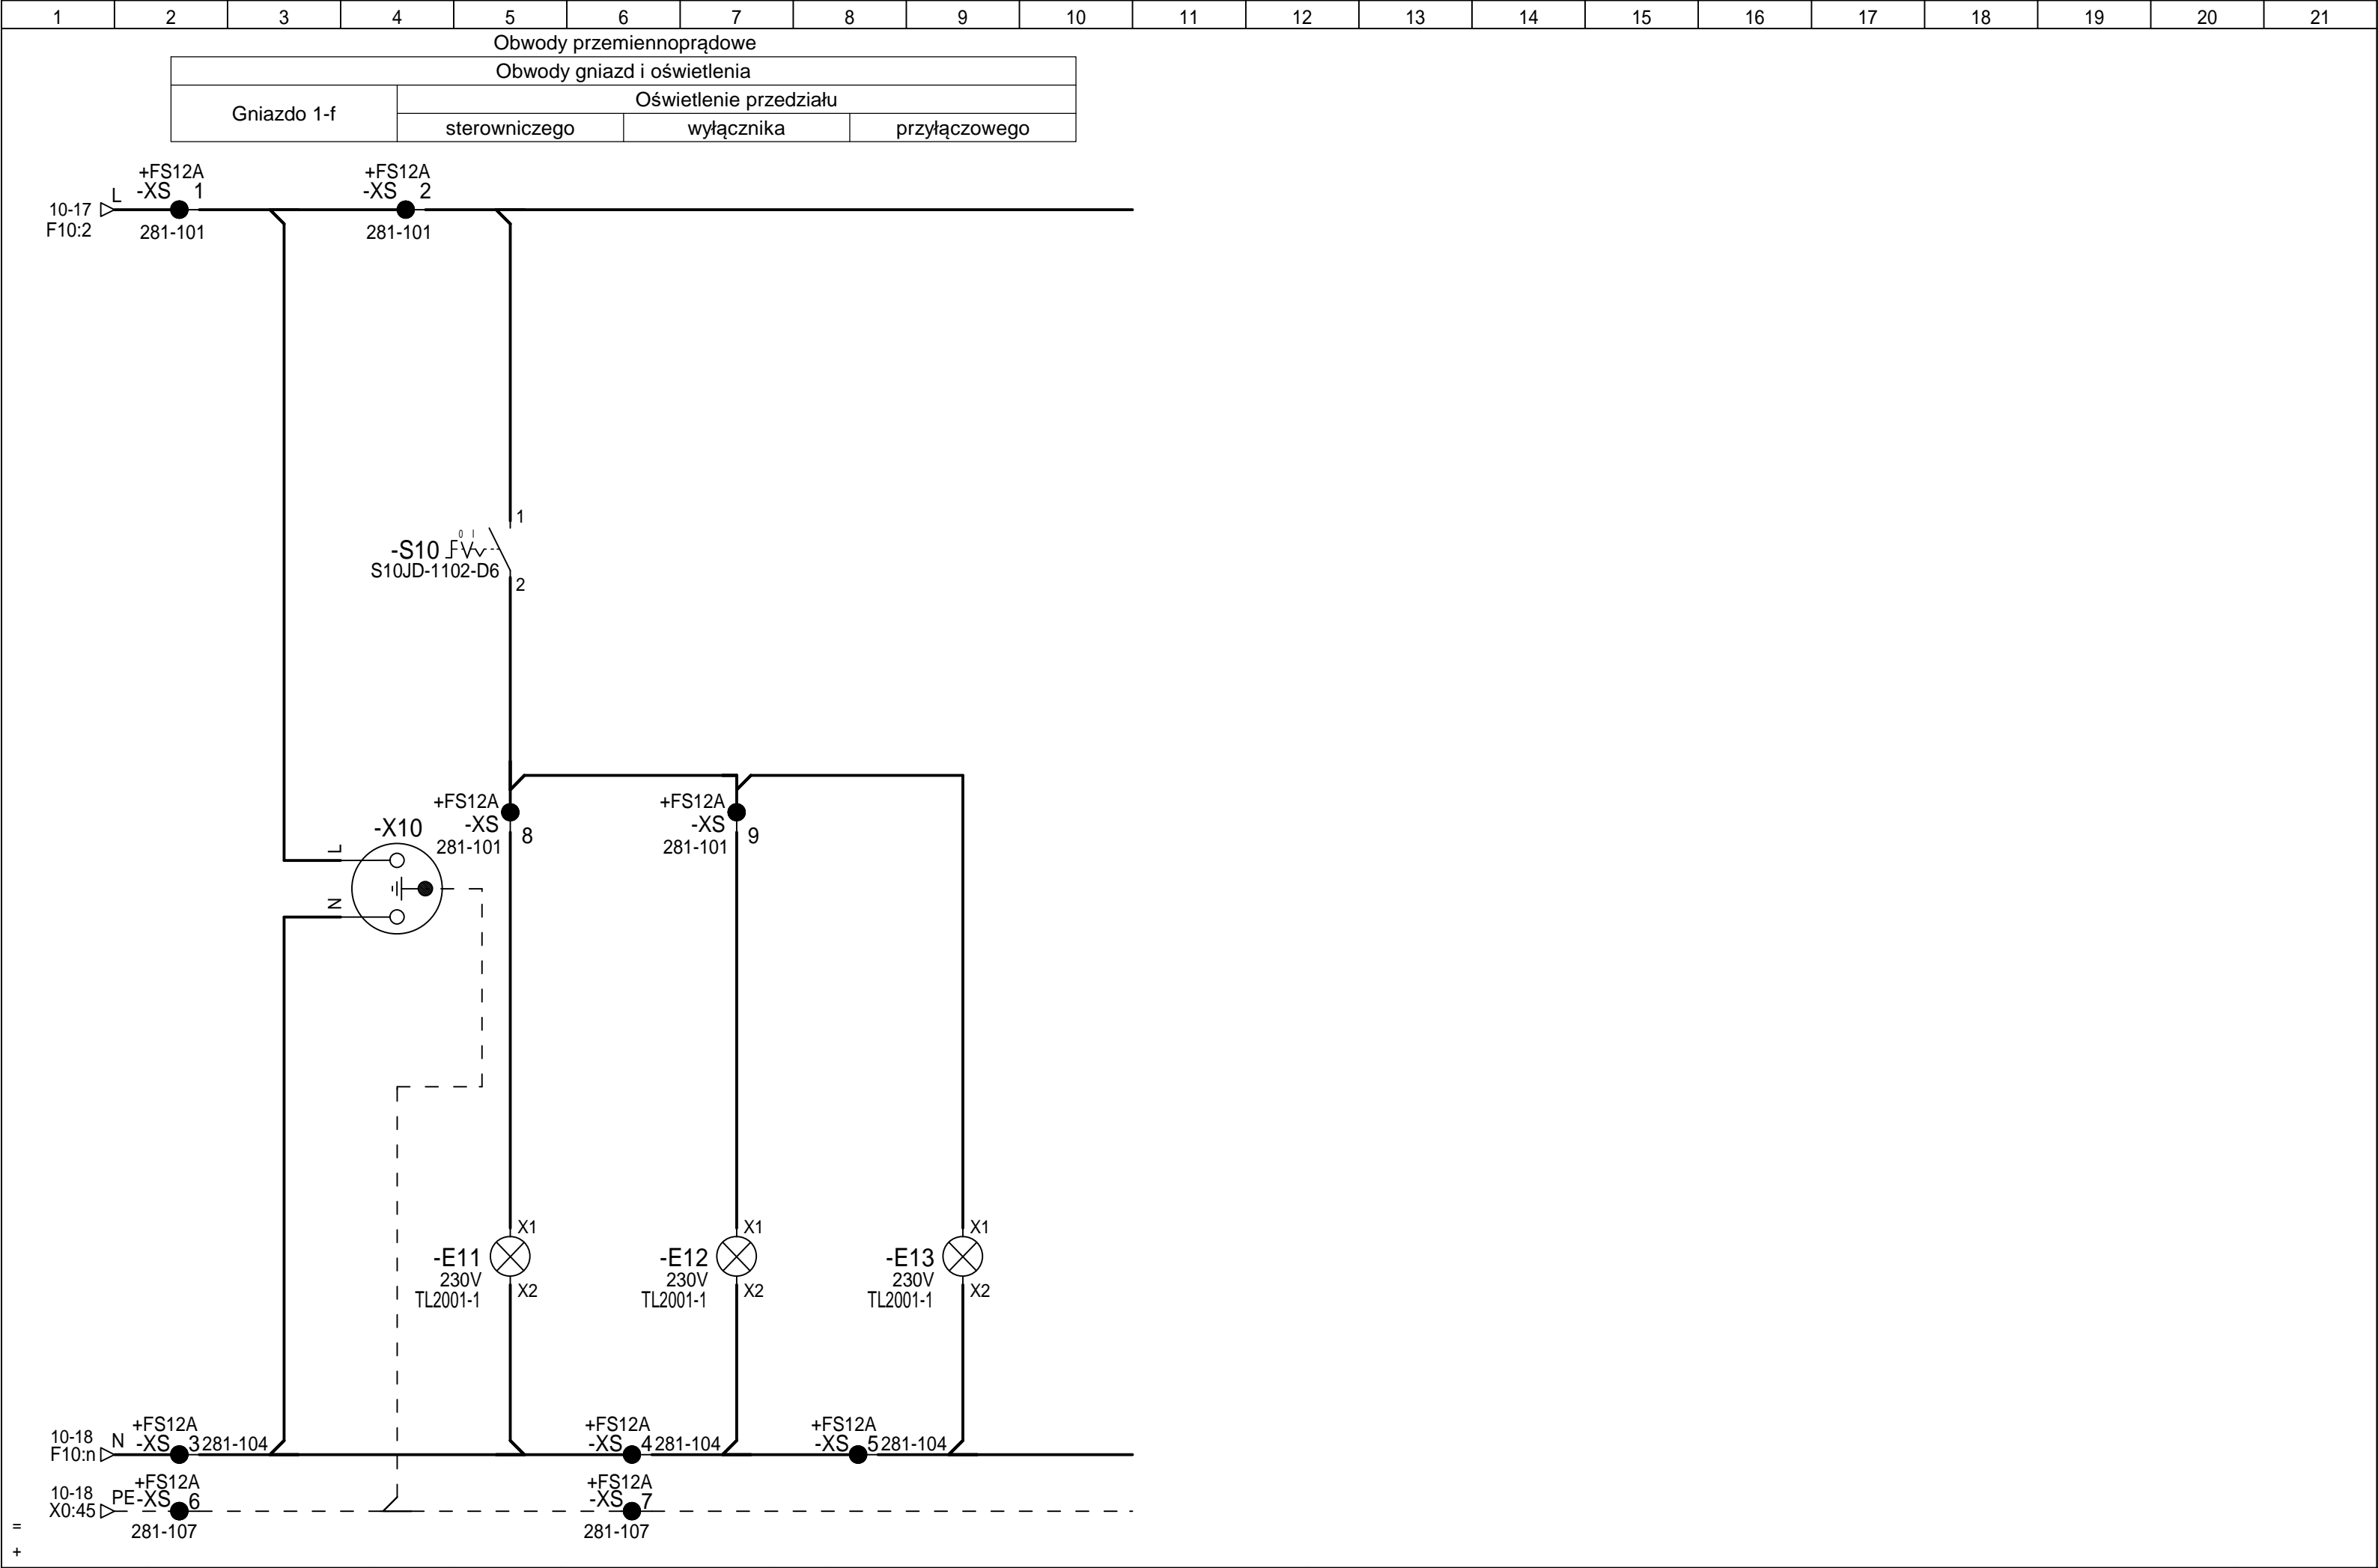 1 2 3 4 5 6 7 8 9 10 11 12 13 14 15 16 17 18 19 20 21
Obwody przemiennoprądowe
Obwody gniazd i oświetlenia
Gniazdo 1-f
Oświetlenie przedziału
sterowniczego wyłącznika przyłączowego
+FS12A +FS12A
L -XS 1 -XS 2
10-17
F10:2 281-101 281-101
1
0 I
-S10
S10JD-1102-D6
2
+FS12A +FS12A
-XS 8 -XS 9
281-101 281-101
-X10
L
N
X1 X1 X1
-E11 -E12 -E13
230V 230V 230V
TL2001-1 TL2001-1 TL2001-1
X2 X2 X2
+FS12A +FS12A +FS12A
10-18 N -XS 3 281-104 -XS 4 281-104 -XS 5 281-104
F10:n
+FS12A +FS12A
10-18 PE -XS 6 -XS 7
X0:45
281-107 281-107
=
+